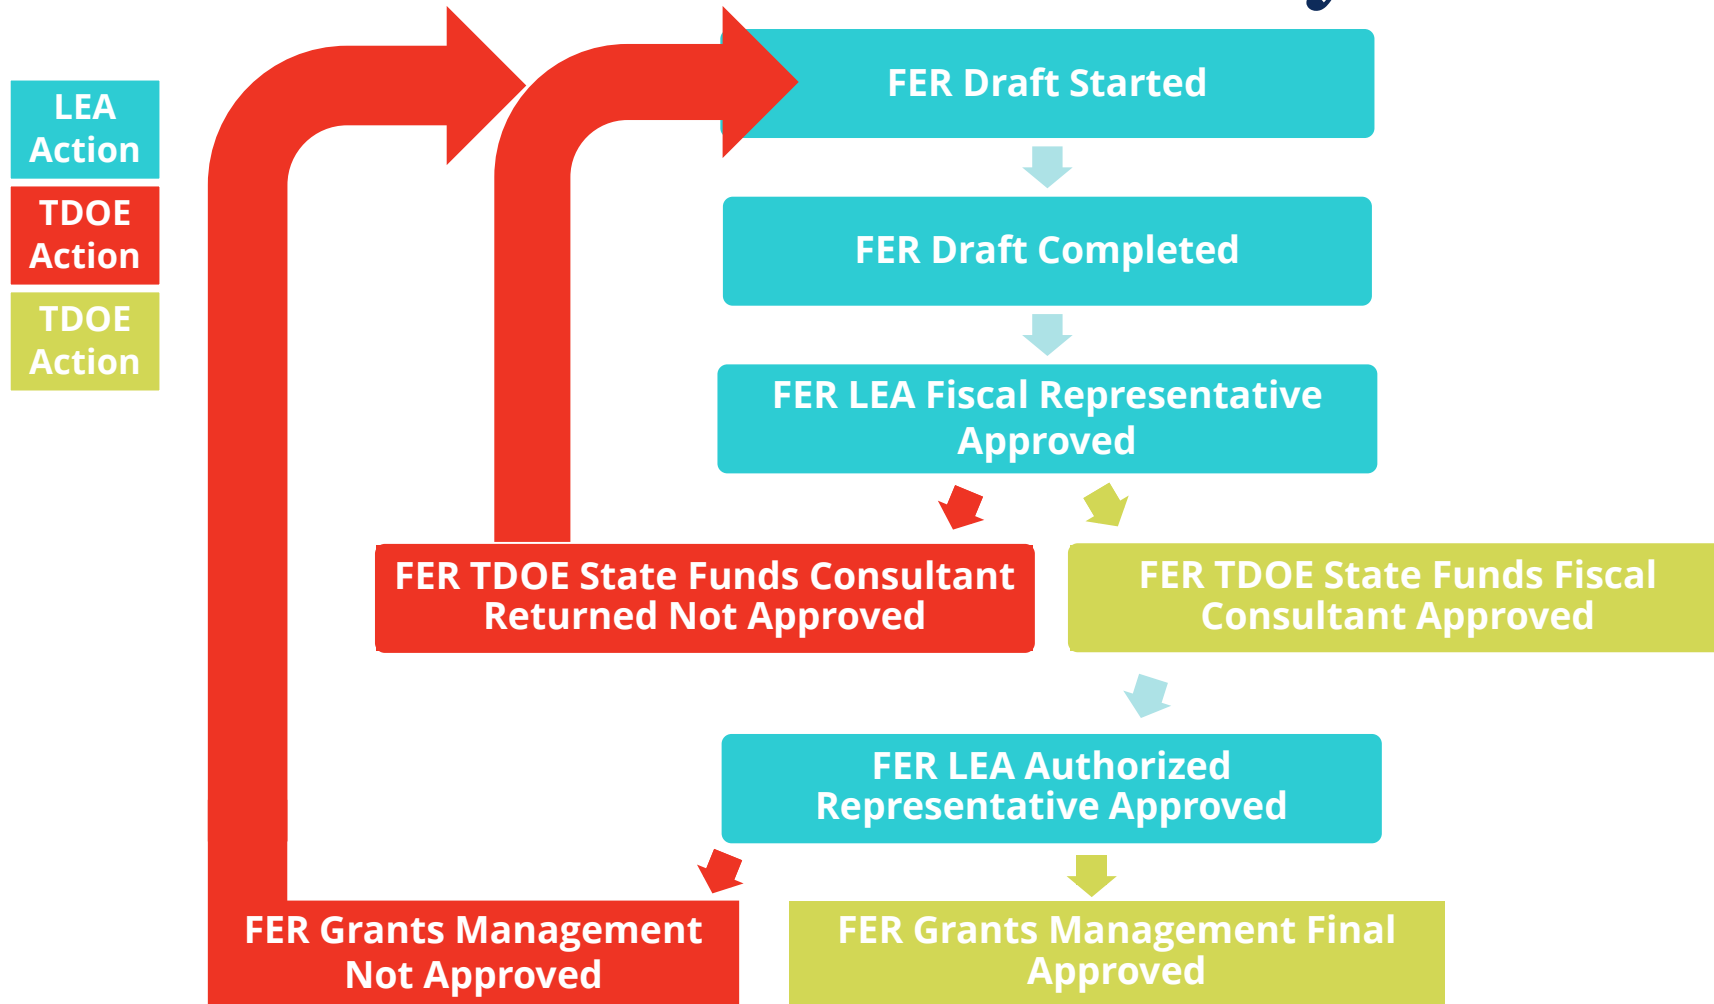 LEA
Action
TDOE
Action
TDOE
Action
FER Draft Started
FER Draft Completed
FER LEA Fiscal Representative
Approved
FER TDOE State Funds Consultant
Returned Not Approved
FER TDOE State Funds Fiscal
Consultant Approved
FER LEA Authorized
Representative Approved
FER Grants Management
Not Approved
FER Grants Management Final
Approved